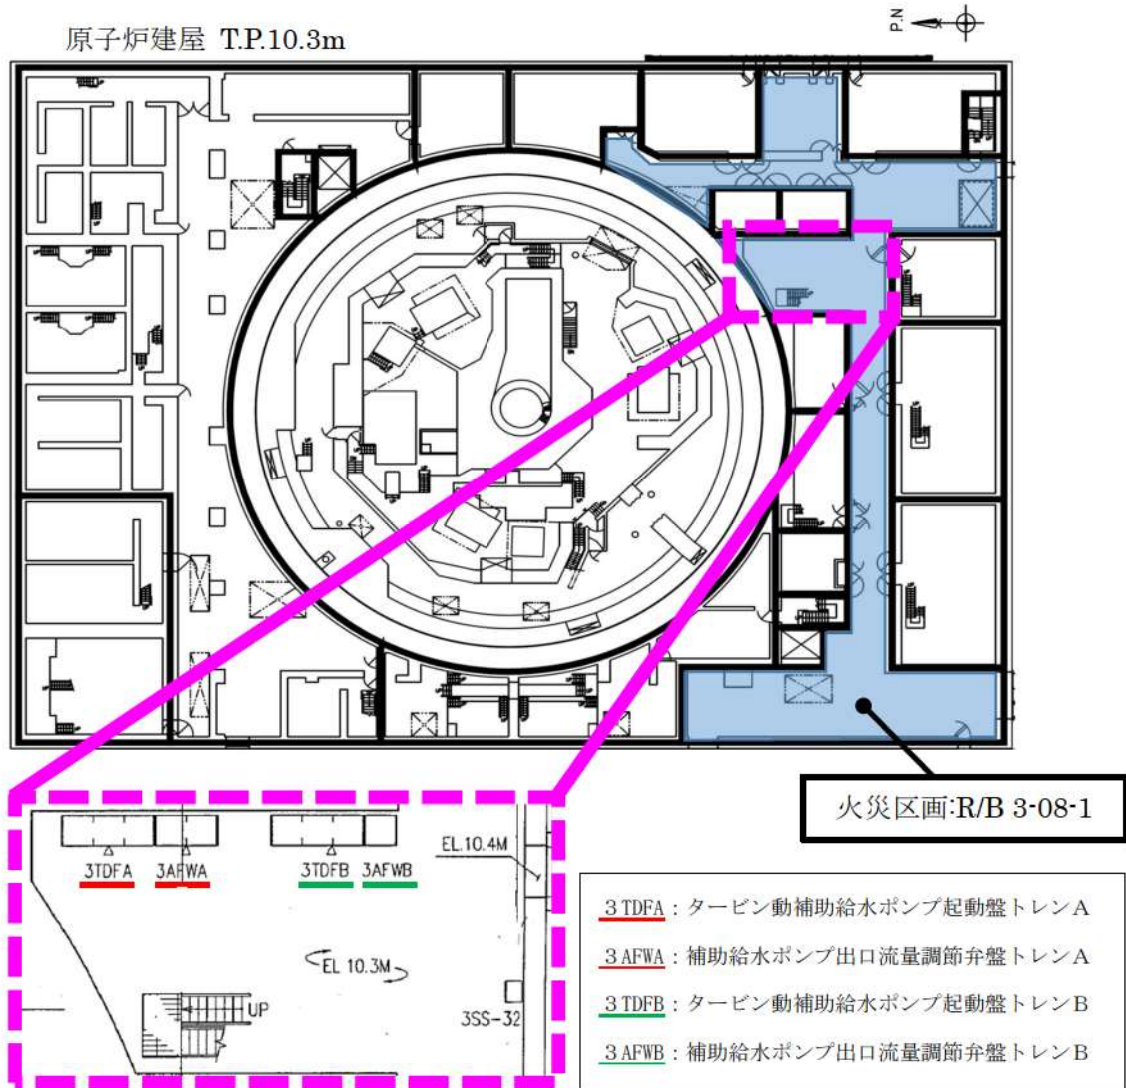 原子炉建屋 T.P.10.3m
P.N
火災区画:R/B 3-08-1
3TDFA 3AFWA 3TDFB 3AFWB
EL.10.4M
EL 10.3M
UP
3SS-32
3TDFA:タービン動補助給水ポンプ起動盤トレンA
3AFWA:補助給水ポンプ出口流量調節弁盤トレンA
3TDFB:タービン動補助給水ポンプ起動盤トレンB
3AFWB:補助給水ポンプ出口流量調節弁盤トレンB